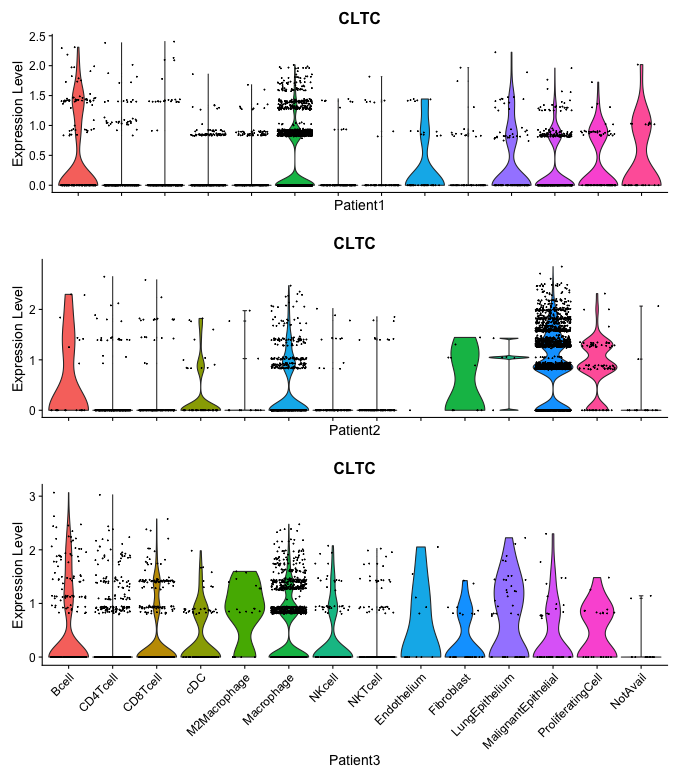 CLTC
Expression Level
2.5
2.0
1.5
1.0
0.5
0.0
Patient1
CLTC
Expression Level
2
1
0
Patient2
CLTC
Expression Level
3
2
1
0
Bcell
CD4Tcell
CD8Tcell
cDC
M2Macrophage
Macrophage
NKcell
NKTcell
Endothelium
Fibroblast
LungEpithelium
MalignantEpithelial
ProliferatingCell
NotAvail
Patient3